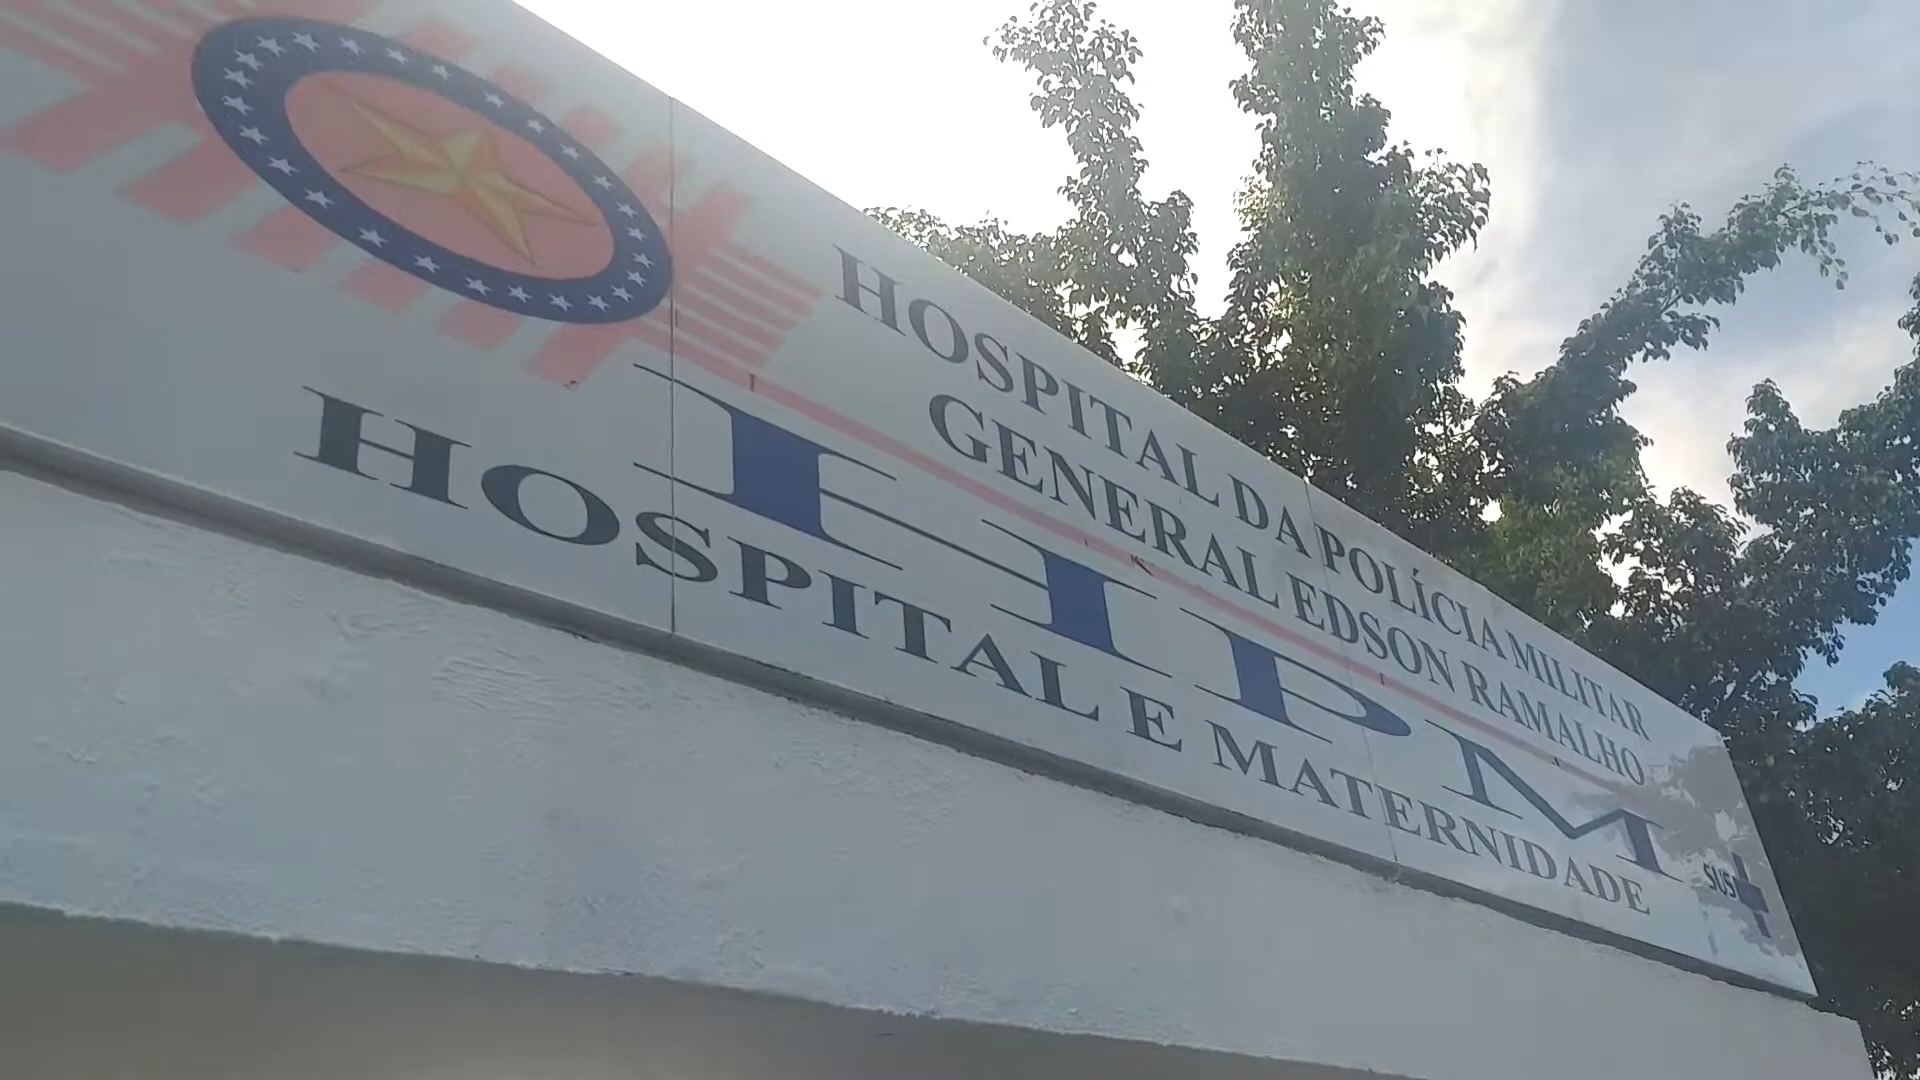 HOSPITAL DA POLÍCIA MILITAR
GENERAL EDSON RAMALHO
HPM
HOSPITAL E MATERNIDADE
SUS